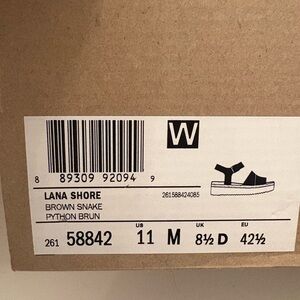 W
8 89309 92094 9
LANA SHORE 261588424085
BROWN SNAKE
PYTHON BRUN
US UK EU
261 58842 11 M 8½ D 42½